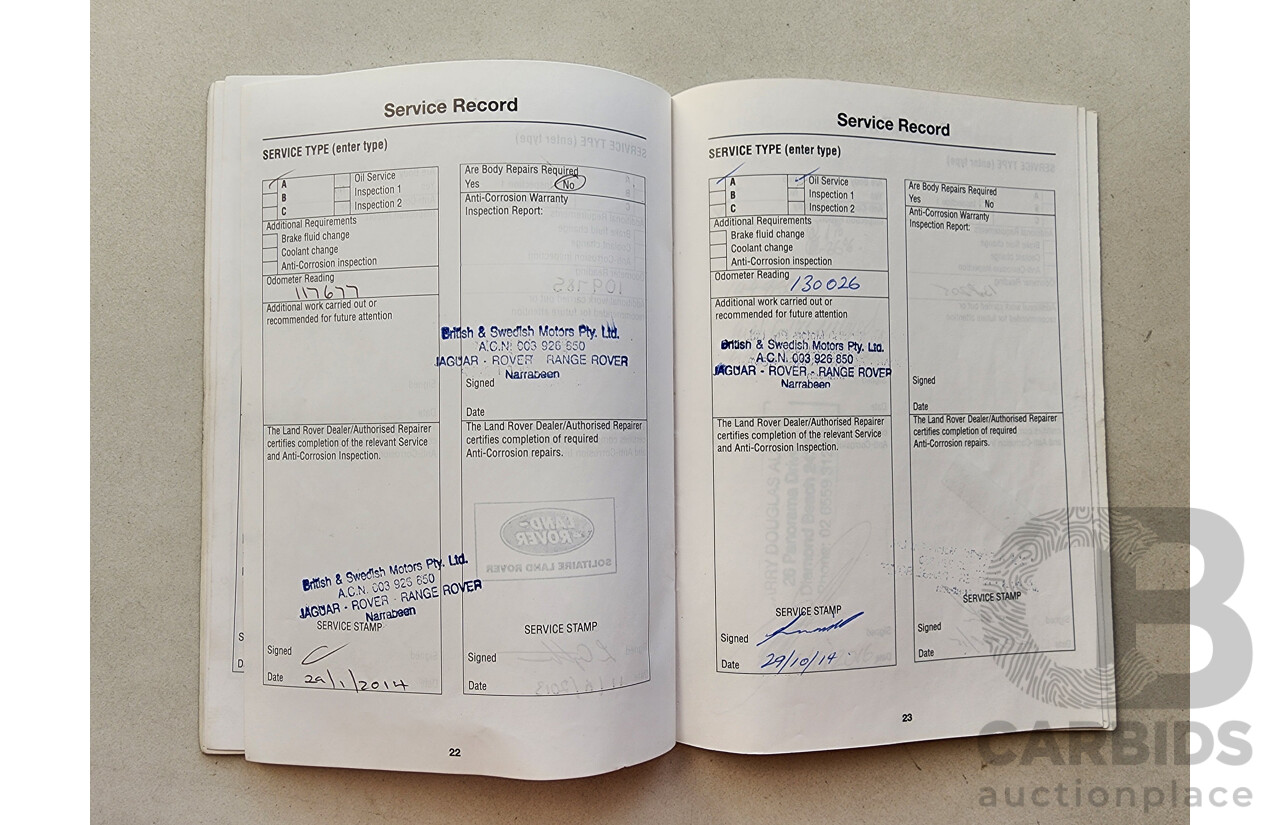 Service Record
SERVICE TYPE (enter type)
A
B
C
Oil Service
Inspection 1
Inspection 2
Additional Requirements
Brake fluid change
Coolant change
Anti-Corrosion inspection
Odometer Reading
117677
Additional work carried out or
recommended for future attention
The Land Rover Dealer/Authorised Repairer
certifies completion of the relevant Service
and Anti-Corrosion Inspection.
British & Swedish Motors Pty. Ltd.
A.C.N. 003 926 850
JAGUAR - ROVER - RANGE ROVER
Narrabeen
SERVICE STAMP
Signed
Date 29/1/2014
Are Body Repairs Required
Yes No
Anti-Corrosion Warranty
Inspection Report:
British & Swedish Motors Pty. Ltd.
A.C.N. 003 926 850
JAGUAR - ROVER RANGE ROVER
Narrabeen
Signed
Date
The Land Rover Dealer/Authorised Repairer
certifies completion of required
Anti-Corrosion repairs.
SERVICE STAMP
Signed
Date
22
Service Record
SERVICE TYPE (enter type)
A
B
C
Oil Service
Inspection 1
Inspection 2
Additional Requirements
Brake fluid change
Coolant change
Anti-Corrosion inspection
Odometer Reading
130026
Additional work carried out or
recommended for future attention
British & Swedish Motors Pty. Ltd.
A.C.N. 003 926 850
JAGUAR - ROVER - RANGE ROVER
Narrabeen
The Land Rover Dealer/Authorised Repairer
certifies completion of the relevant Service
and Anti-Corrosion Inspection.
SERVICE STAMP
Signed
Date 29/10/14
Are Body Repairs Required
Yes No
Anti-Corrosion Warranty
Inspection Report:
Signed
Date
The Land Rover Dealer/Authorised Repairer
certifies completion of required
Anti-Corrosion repairs.
SERVICE STAMP
Signed
Date
23
CB
CARBIDS
auctionplace